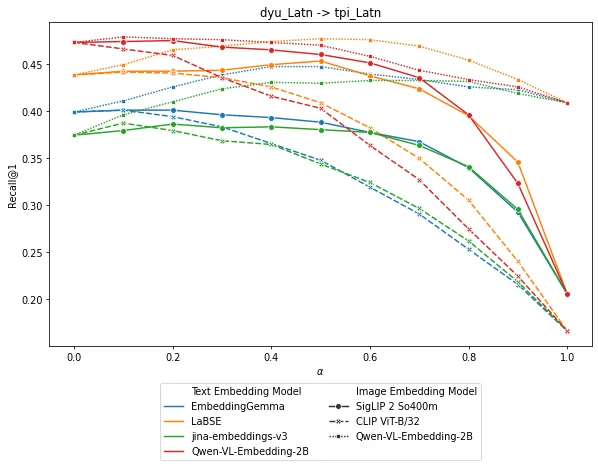 dyu_Latn -> tpi_Latn
Recall@1
0.45
0.40
0.35
0.30
0.25
0.20
0.0 0.2 0.4 0.6 0.8 1.0
α
Text Embedding Model Image Embedding Model
EmbeddingGemma SigLIP 2 So400m
LaBSE CLIP ViT-B/32
jina-embeddings-v3 Qwen-VL-Embedding-2B
Qwen-VL-Embedding-2B